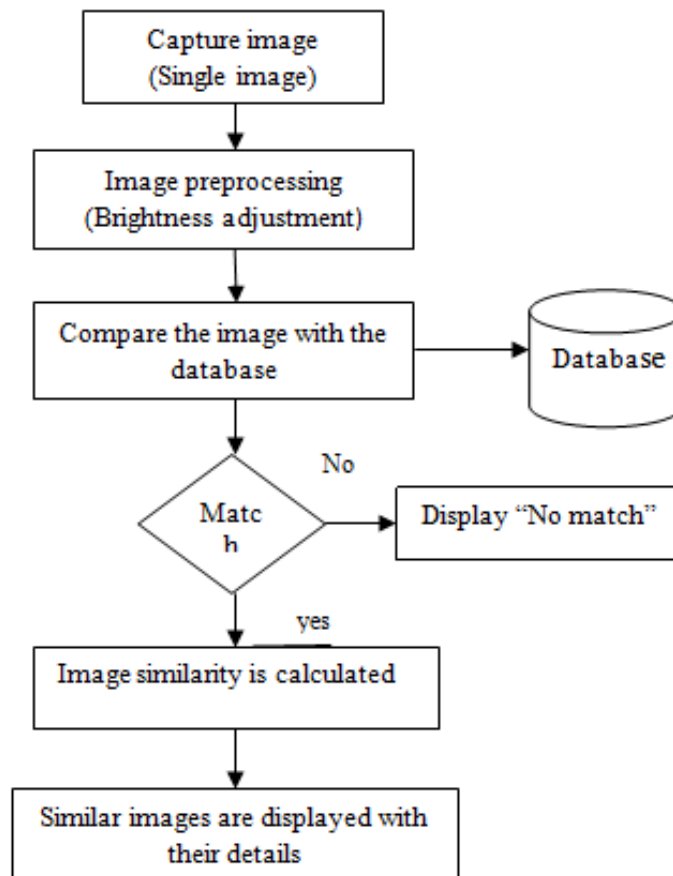 Capture image
(Single image)
Image preprocessing
(Brightness adjustment)
Compare the image with the
database
Database
No
Matc
h
Display “No match”
yes
Image similarity is calculated
Similar images are displayed with
their details